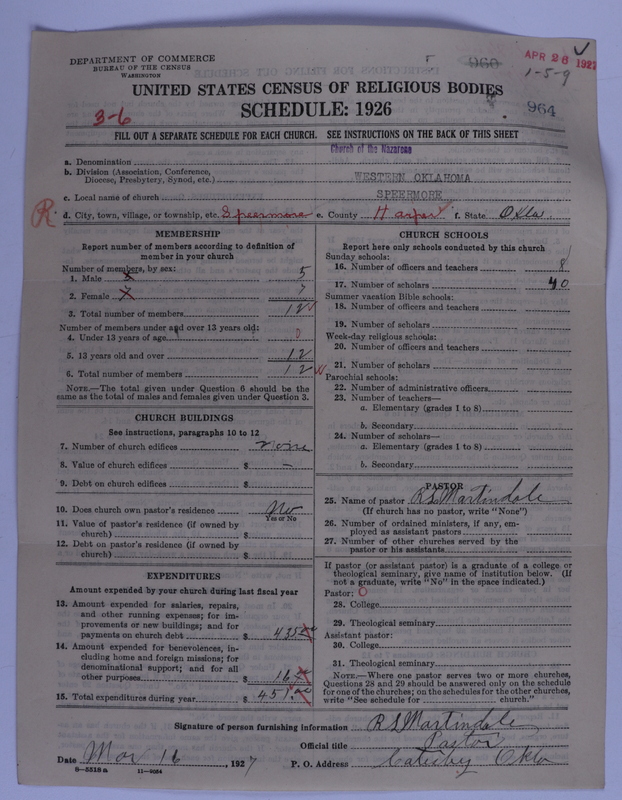 DEPARTMENT OF COMMERCE
BUREAU OF THE CENSUS
WASHINGTON
960
APR 26 1927
1-5-9
964
UNITED STATES CENSUS OF RELIGIOUS BODIES
SCHEDULE: 1926
3-6
FILL OUT A SEPARATE SCHEDULE FOR EACH CHURCH. SEE INSTRUCTIONS ON THE BACK OF THIS SHEET
a. Denomination Church of the Nazarene
b. Division (Association, Conference, Diocese, Presbytery, Synod, etc.) WESTERN OKLAHOMA
c. Local name of church SPEERMORE
R d. City, town, village, or township, etc. Speermore e. County Harper f. State Okla
MEMBERSHIP
Report number of members according to definition of
member in your church
Number of members, by sex:
1. Male 5
2. Female 7
3. Total number of members 12
Number of members under and over 13 years old:
4. Under 13 years of age 0
5. 13 years old and over 12
6. Total number of members 12
NOTE.—The total given under Question 6 should be the
same as the total of males and females given under Question 3.
CHURCH BUILDINGS
See instructions, paragraphs 10 to 12
7. Number of church edifices none
8. Value of church edifices $ –
9. Debt on church edifices $
10. Does church own pastor's residence No
Yes or No
11. Value of pastor's residence (if owned by
church) $
12. Debt on pastor's residence (if owned by
church) $
EXPENDITURES
Amount expended by your church during last fiscal year
13. Amount expended for salaries, repairs,
and other running expenses; for im-
provements or new buildings; and for
payments on church debt $ 435
14. Amount expended for benevolences, in-
cluding home and foreign missions; for
denominational support; and for all
other purposes $ 16
15. Total expenditures during year $ 451.00
CHURCH SCHOOLS
Report here only schools conducted by this church
Sunday schools:
16. Number of officers and teachers 8
17. Number of scholars 40
Summer vacation Bible schools:
18. Number of officers and teachers
19. Number of scholars
Week-day religious schools:
20. Number of officers and teachers
21. Number of scholars
Parochial schools:
22. Number of administrative officers
23. Number of teachers—
a. Elementary (grades 1 to 8)
b. Secondary
24. Number of scholars—
a. Elementary (grades 1 to 8)
b. Secondary
PASTOR
25. Name of pastor R S Martindale
(If church has no pastor, write "None")
26. Number of ordained ministers, if any, em-
ployed as assistant pastors
27. Number of other churches served by the
pastor or his assistants
If pastor (or assistant pastor) is a graduate of a college or
theological seminary, give name of institution below. (If
not a graduate, write "No" in the space indicated.)
Pastor: O
28. College
29. Theological seminary
Assistant pastor:
30. College
31. Theological seminary
NOTE.—Where one pastor serves two or more churches,
Questions 28 and 29 should be answered only on the schedule
for one of the churches; on the schedules for the other churches,
write "See schedule for church."
Signature of person furnishing information R S Martindale
Official title Pastor
Date Mar 16, 1927 P. O. Address Catesby Okla
8-5518a 11-9054